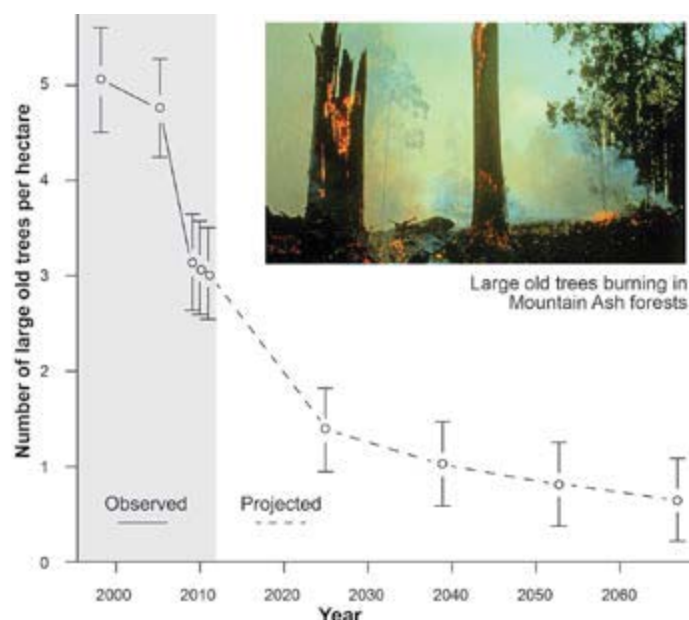 Number of large old trees per hectare
5
4
3
2
1
0
Large old trees burning in
Mountain Ash forests
Observed
Projected
2000
2010
2020
2030
2040
2050
2060
Year